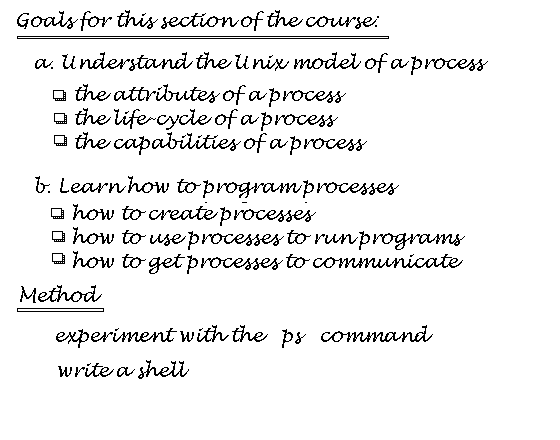 Goals for this section of the course:
a. Understand the Unix model of a process
❏ the attributes of a process
❏ the life-cycle of a process
❏ the capabilities of a process
b. Learn how to program processes
❏ how to create processes
❏ how to use processes to run programs
❏ how to get processes to communicate
Method
experiment with the ps command
write a shell